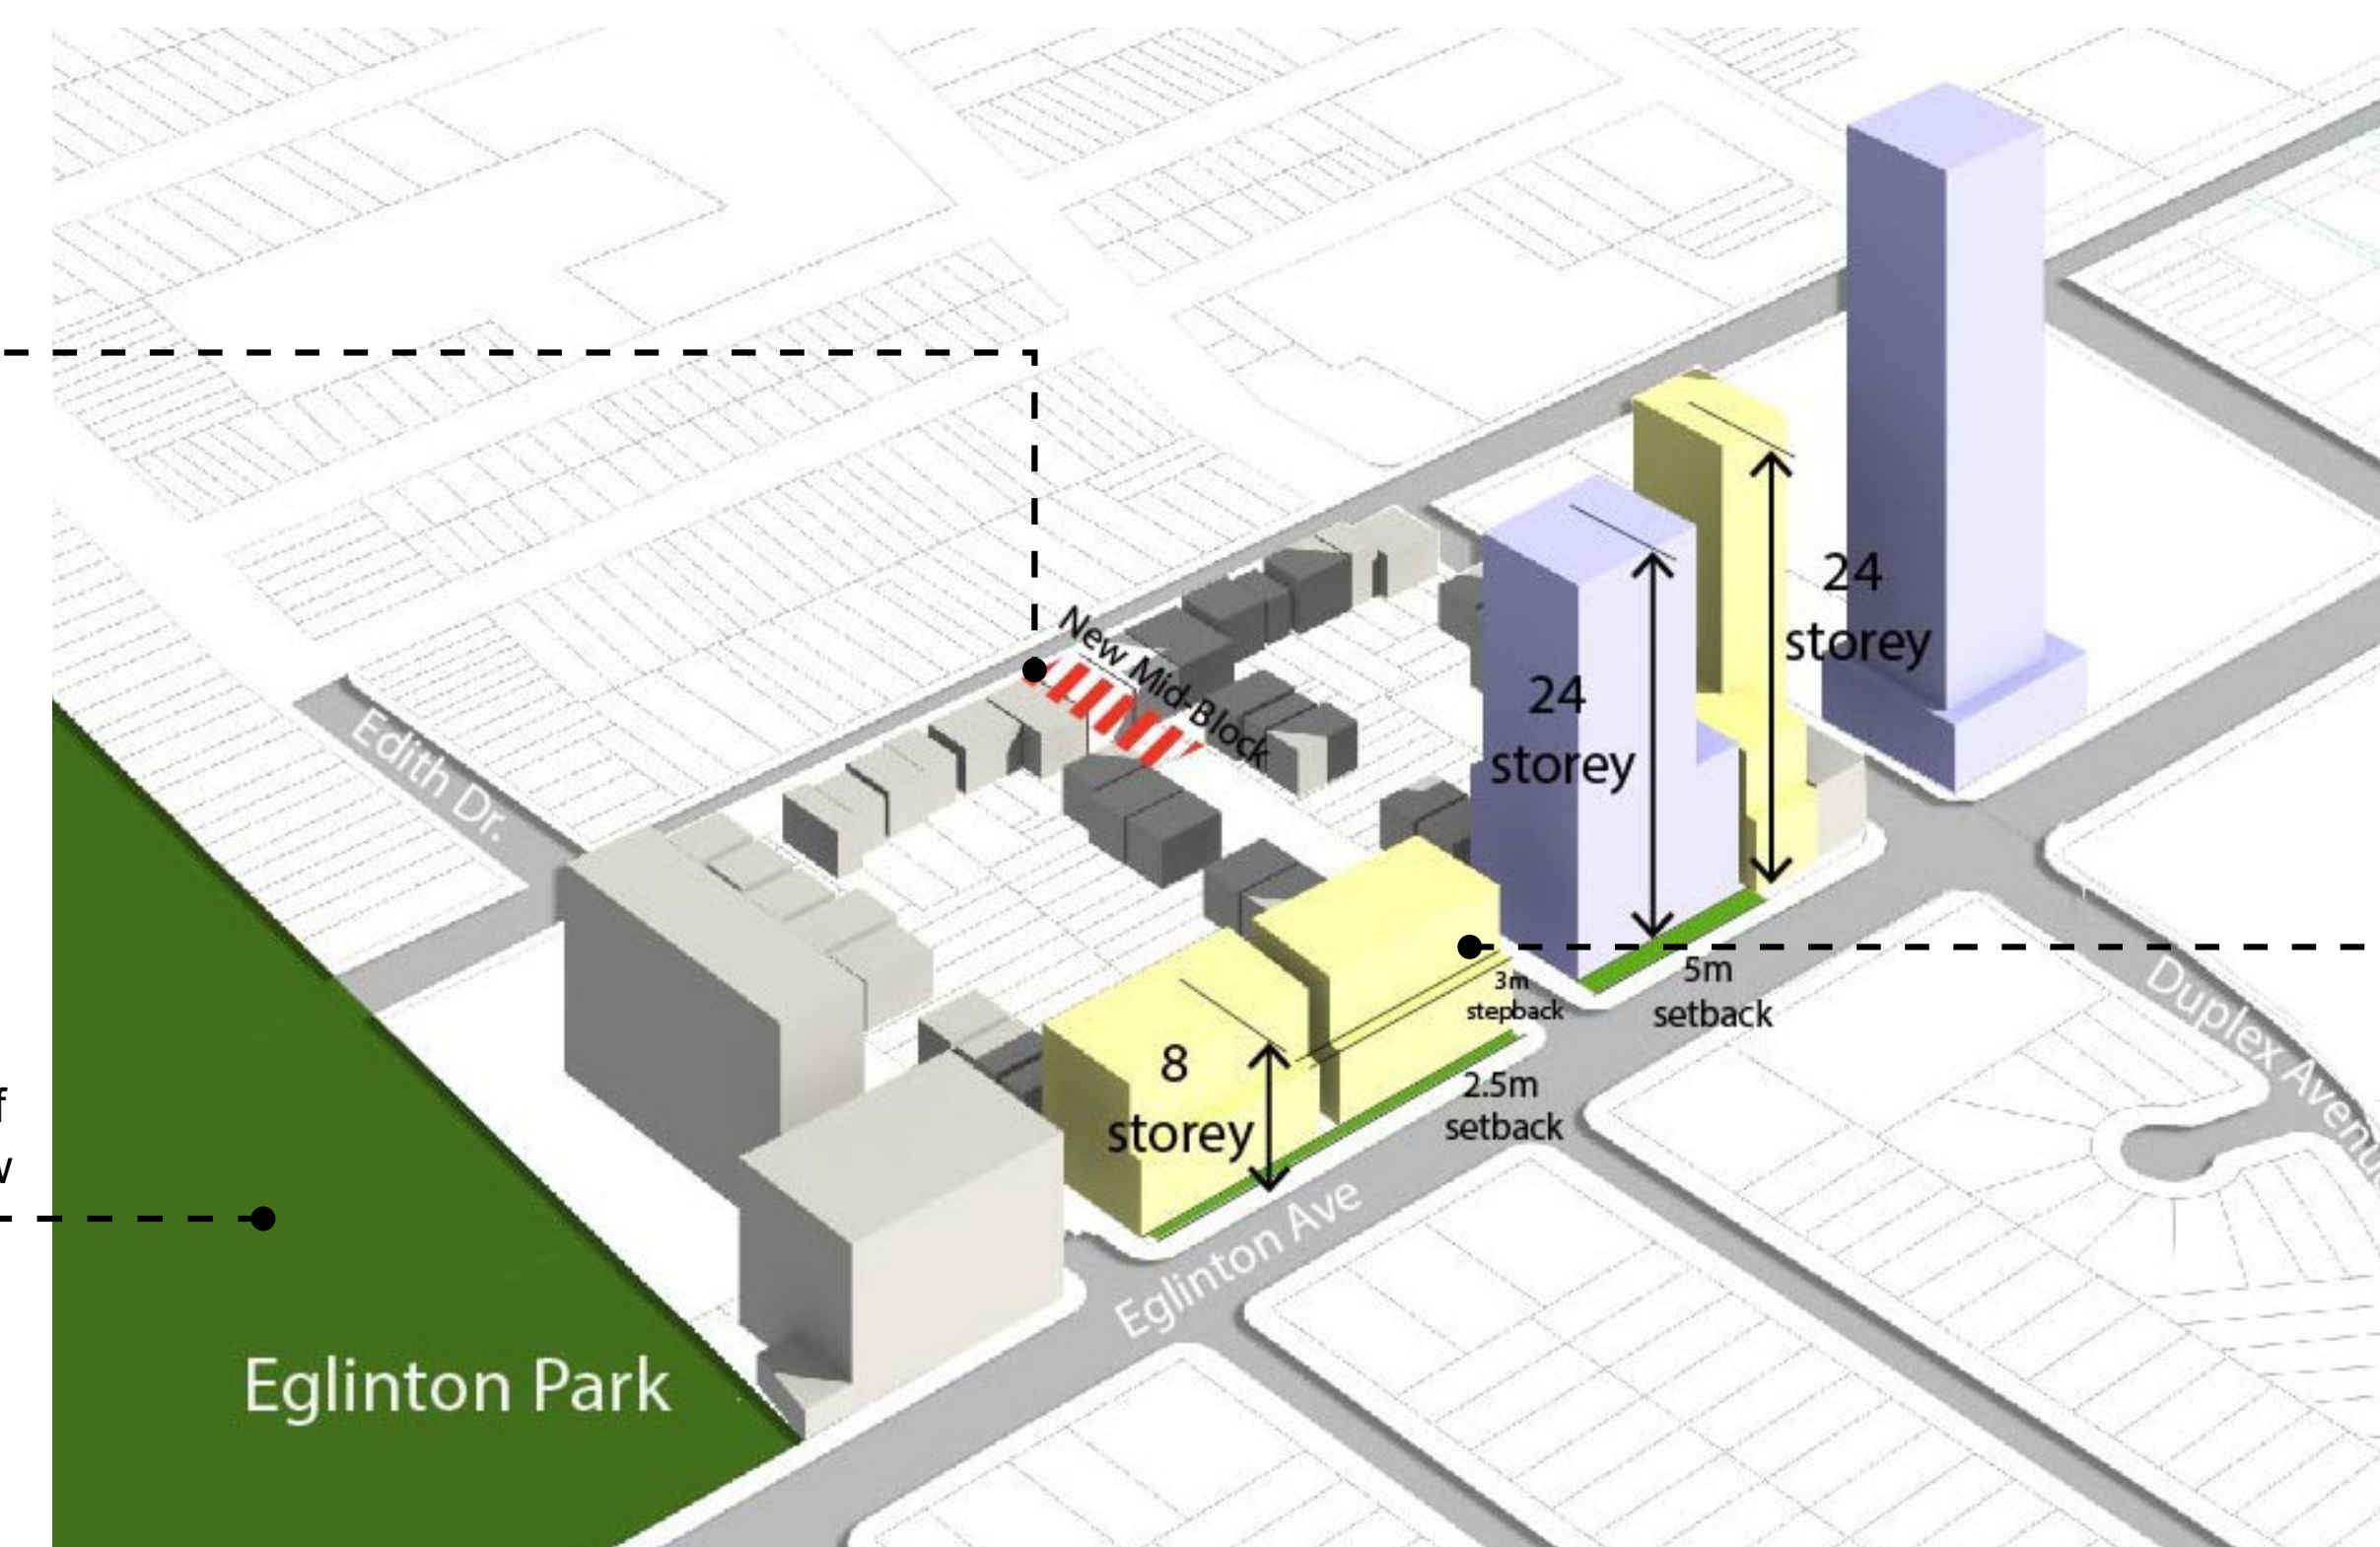 24
storey
New Mid-Block
24
storey
Edith Dr.
3m
stepback
5m
setback
Duplex Avenu
8
storey
2.5m
setback
f
w
Eglinton Ave
Eglinton Park